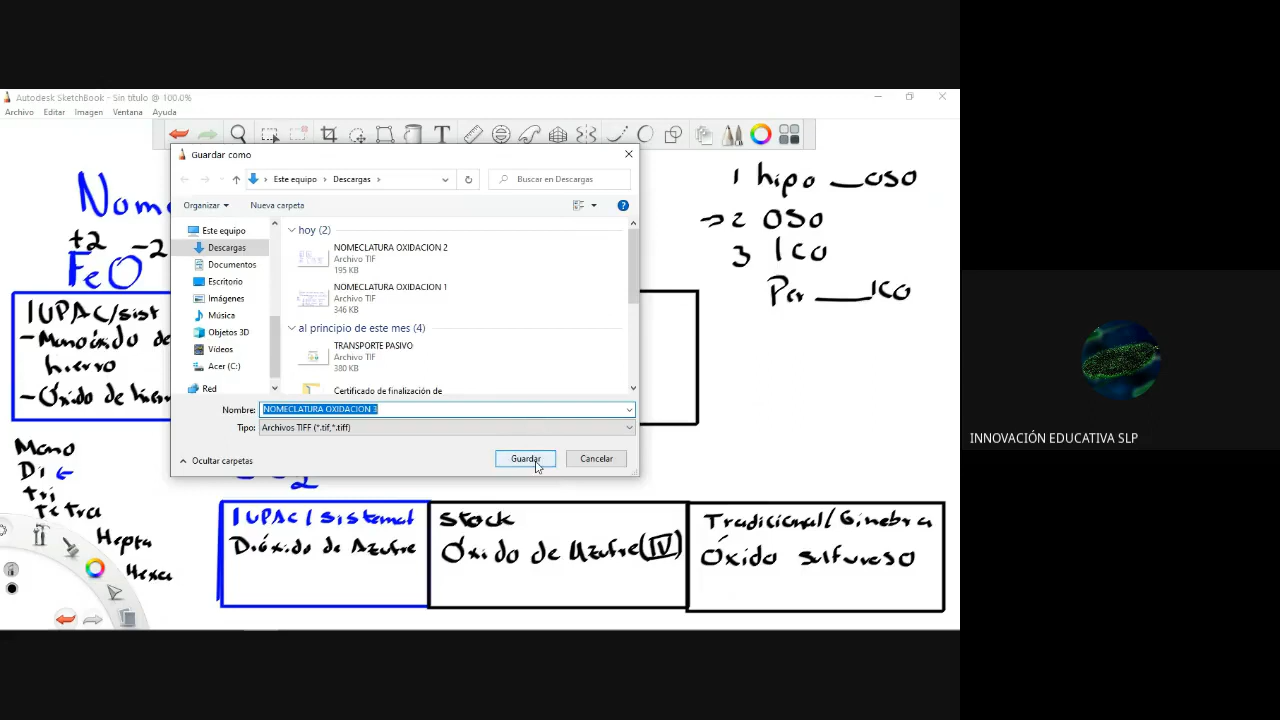 Autodesk SketchBook - Sin título @ 100.0%
Archivo Editar Imagen Ventana Ayuda
Guardar como
Este equipo Descargas
Buscar en Descargas
Organizar Nueva carpeta
Este equipo
Descargas
Documentos
Escritorio
Imágenes
Música
Objetos 3D
Vídeos
Acer (C:)
Red
hoy (2)
NOMECLATURA OXIDACION 2
Archivo TIF
195 KB
NOMECLATURA OXIDACION 1
Archivo TIF
346 KB
al principio de este mes (4)
TRANSPORTE PASIVO
Archivo TIF
380 KB
Certificado de finalización de
Nombre: NOMECLATURA OXIDACION 3
Tipo: Archivos TIFF (*.tif,*.tiff)
Ocultar carpetas
Guardar Cancelar
Nome
+2 -2
FeO
1 hipo ___oso
→2 oso
3 Ico
Per ____Ico
IUPAC/sist
- Monóxido de
hierro
- Óxido de hier
Mono
Di ←
tri
Tetra
Hepta
Hexa
IUPAC/sistemat
Dióxido de Azufre
Stock
Óxido de Azufre(IV)
Tradicional/Ginebra
Óxido sulfuroso
INNOVACIÓN EDUCATIVA SLP